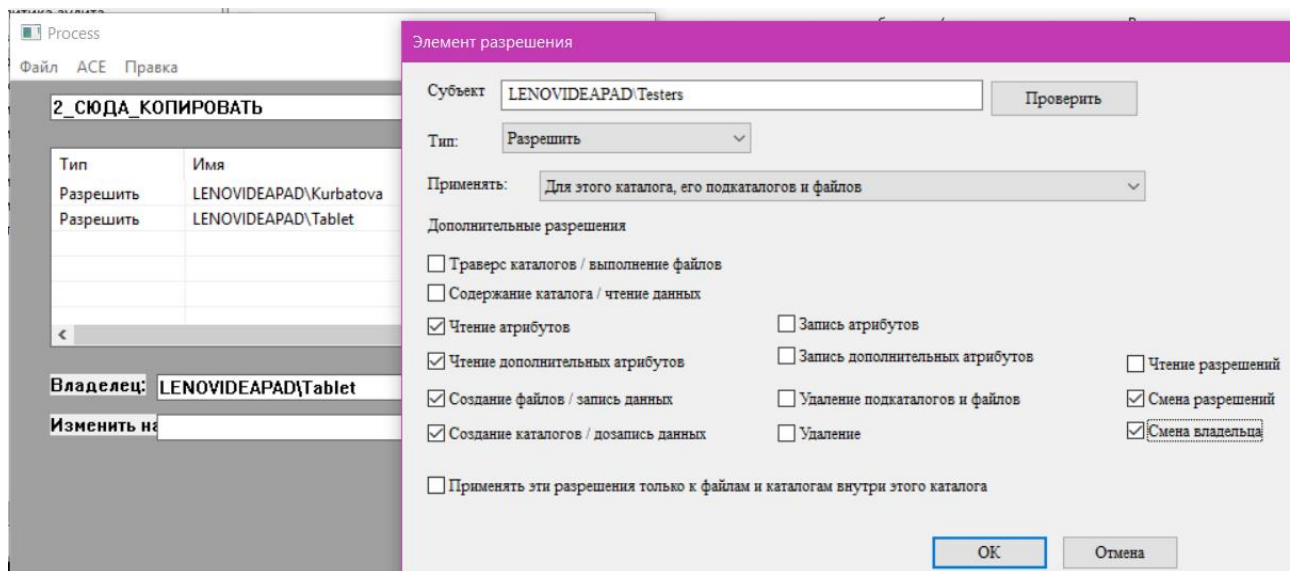 Process
Файл ACE Правка
2_СЮДА_КОПИРОВАТЬ
Тип Имя
Разрешить LENOVIDEAPAD\Kurbatova
Разрешить LENOVIDEAPAD\Tablet
Владелец: LENOVIDEAPAD\Tablet
Изменить
Элемент разрешения
Субъект LENOVIDEAPAD\Testers Проверить
Тип: Разрешить
Применять: Для этого каталога, его подкаталогов и файлов
Дополнительные разрешения
Траверс каталогов / выполнение файлов
Содержание каталога / чтение данных
Чтение атрибутов Запись атрибутов
Чтение дополнительных атрибутов Запись дополнительных атрибутов Чтение разрешений
Создание файлов / запись данных Удаление подкаталогов и файлов Смена разрешений
Создание каталогов / дозапись данных Удаление Смена владельца
Применять эти разрешения только к файлам и каталогам внутри этого каталога
OK Отмена